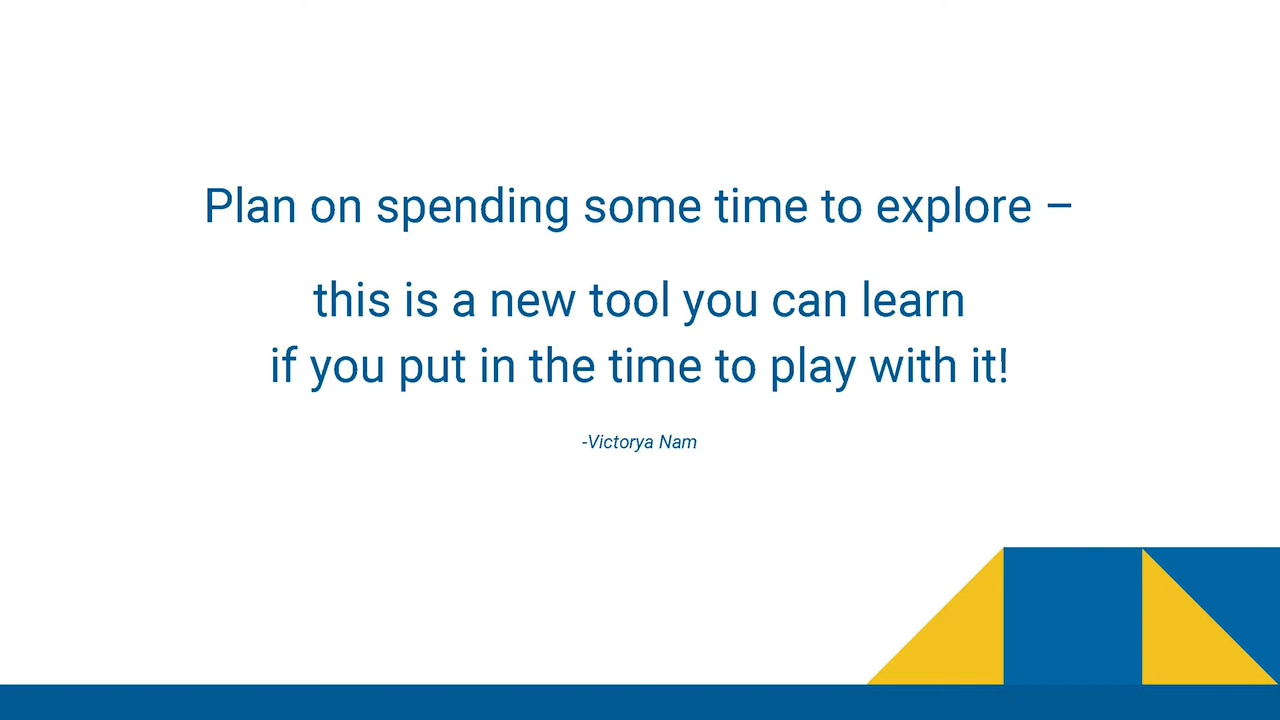 Plan on spending some time to explore –
this is a new tool you can learn
if you put in the time to play with it!
-Victorya Nam